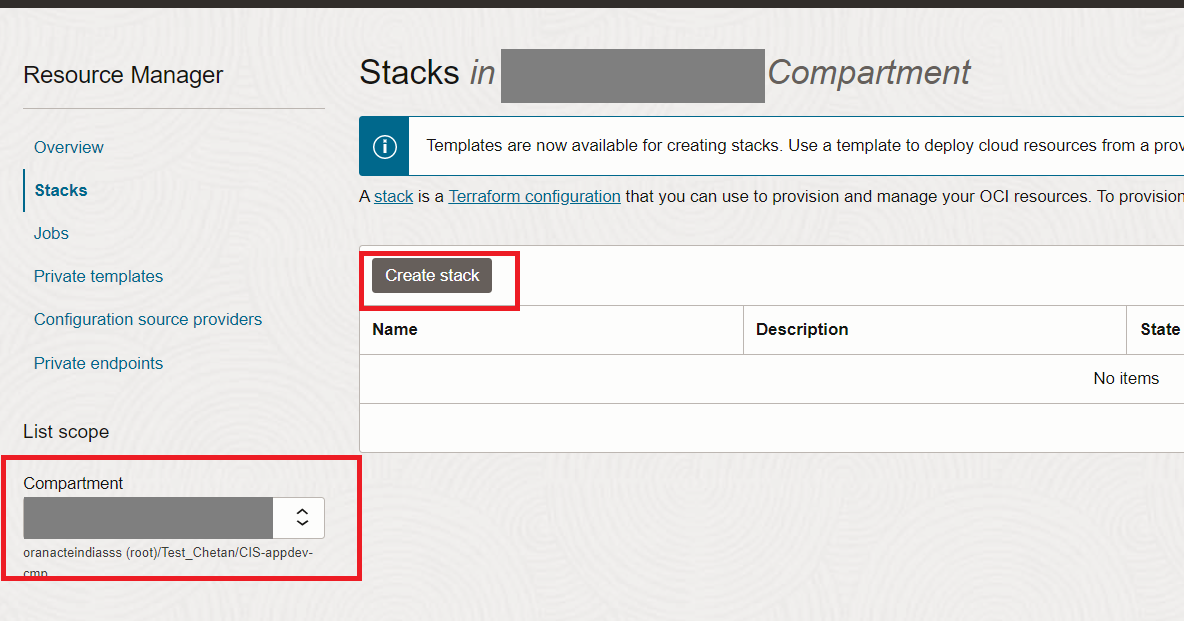 Resource Manager
Overview
Stacks
Jobs
Private templates
Configuration source providers
Private endpoints
List scope
Compartment
oranacteindiasss (root)/Test_Chetan/CIS-appdev-
cmp
Stacks in Compartment
Templates are now available for creating stacks. Use a template to deploy cloud resources from a prov
A stack is a Terraform configuration that you can use to provision and manage your OCI resources. To provision
Create stack
Name Description State
No items